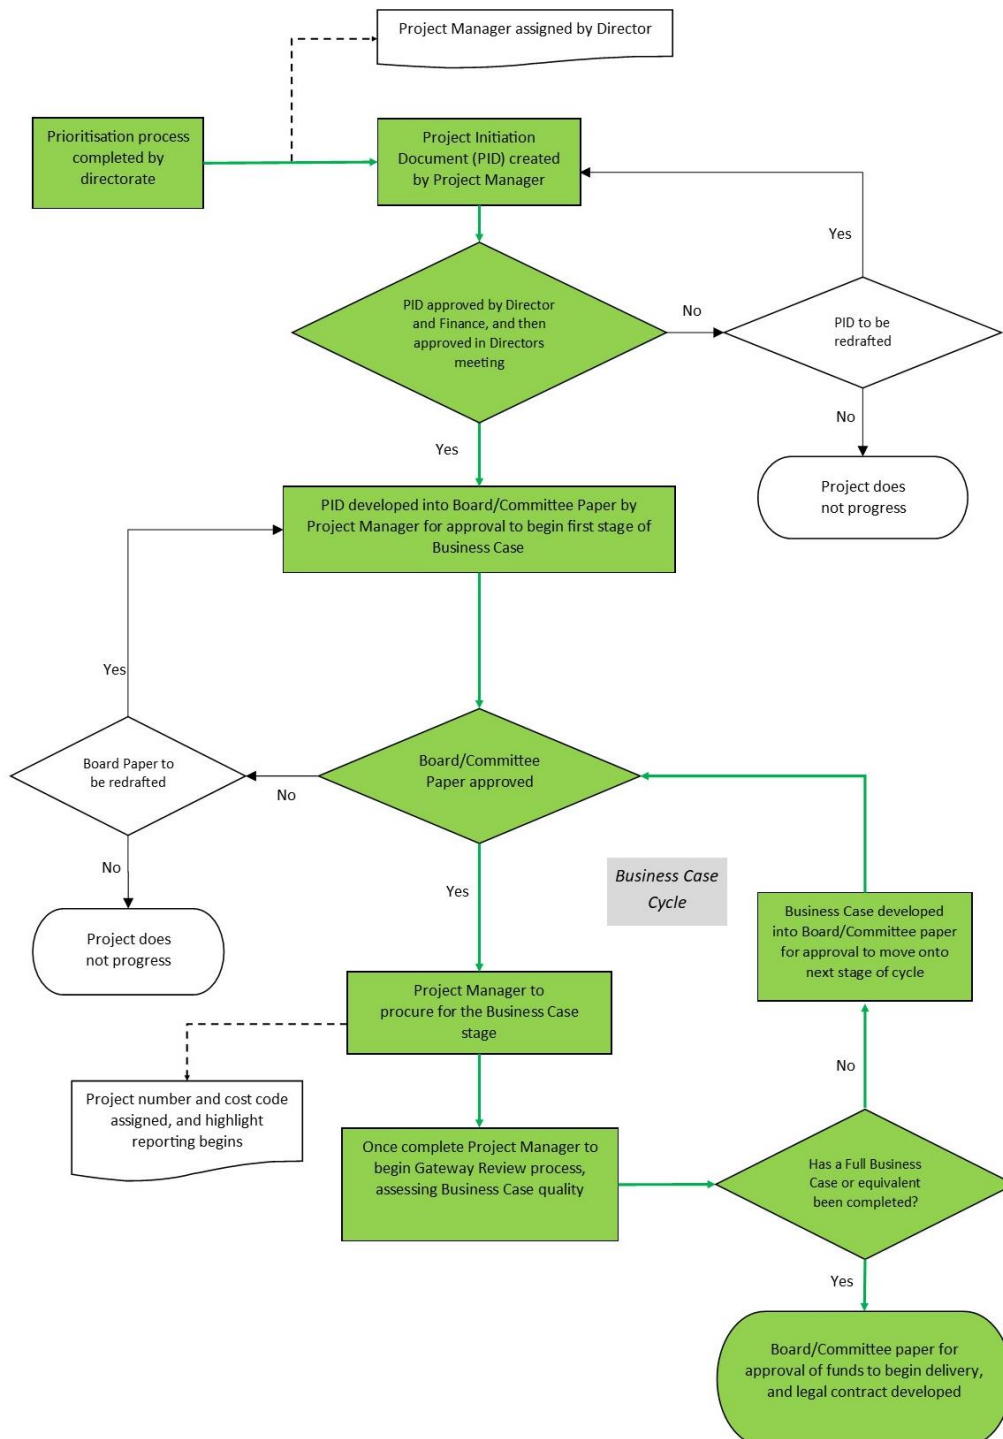 Project Manager assigned by Director
Prioritisation process
completed by
directorate
Project Initiation
Document (PID) created
by Project Manager
Yes
PID approved by Director
and Finance, and then
approved in Directors
meeting
No
PID to be
redrafted
No
Yes
Project does
not progress
PID developed into Board/Committee Paper by
Project Manager for approval to begin first stage of
Business Case
Yes
Board Paper to
be redrafted
No
Board/Committee
Paper approved
No
Yes
Business Case
Cycle
Business Case developed
into Board/Committee paper
for approval to move onto
next stage of cycle
Project does
not progress
Project Manager to
procure for the Business Case
stage
No
Project number and cost code
assigned, and highlight
reporting begins
Once complete Project Manager to
begin Gateway Review process,
assessing Business Case quality
Has a Full Business
Case or equivalent
been completed?
Yes
Board/Committee paper for
approval of funds to begin delivery,
and legal contract developed